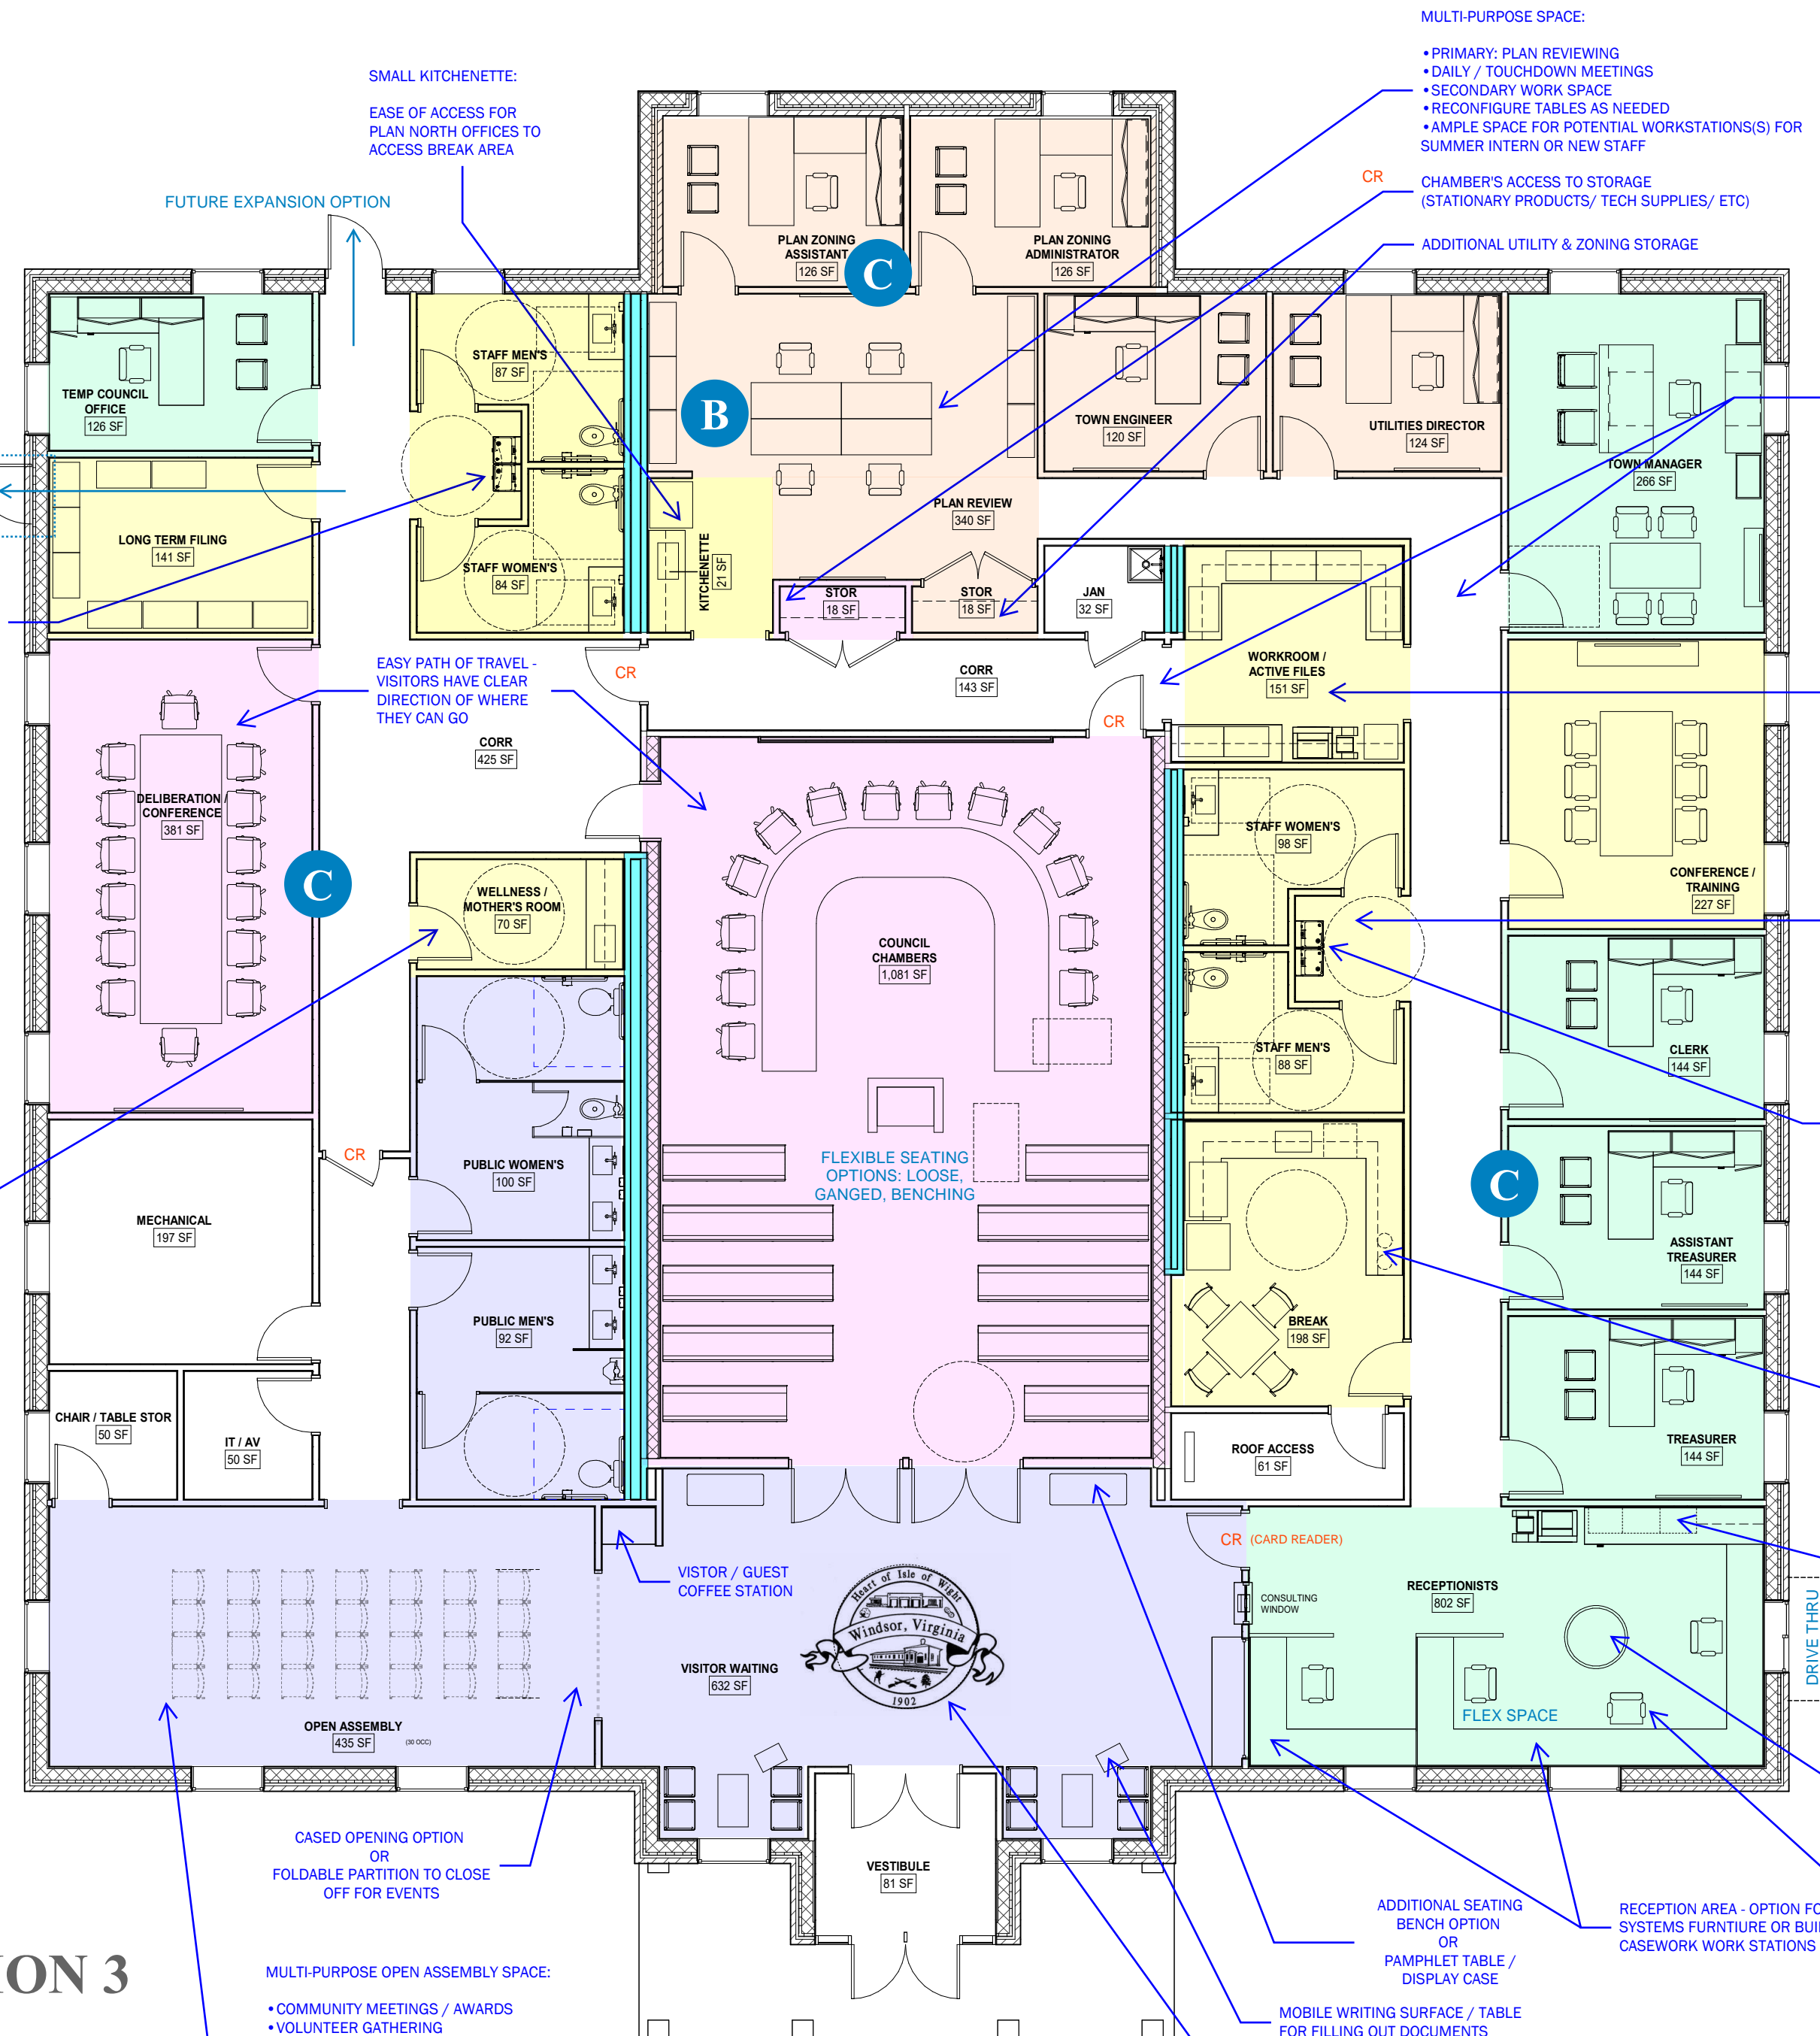 MULTI-PURPOSE SPACE:
•PRIMARY: PLAN REVIEWING
•DAILY / TOUCHDOWN MEETINGS
•SECONDARY WORK SPACE
•RECONFIGURE TABLES AS NEEDED
•AMPLE SPACE FOR POTENTIAL WORKSTATIONS(S) FOR
SUMMER INTERN OR NEW STAFF
SMALL KITCHENETTE:
EASE OF ACCESS FOR
PLAN NORTH OFFICES TO
ACCESS BREAK AREA
CR
CHAMBER'S ACCESS TO STORAGE
(STATIONARY PRODUCTS/ TECH SUPPLIES/ ETC)
ADDITIONAL UTILITY & ZONING STORAGE
FUTURE EXPANSION OPTION
PLAN ZONING
ASSISTANT
126 SF
C
PLAN ZONING
ADMINISTRATOR
126 SF
TEMP COUNCIL
OFFICE
126 SF
STAFF MEN'S
87 SF
B
TOWN ENGINEER
120 SF
UTILITIES DIRECTOR
124 SF
TOWN MANAGER
266 SF
PLAN REVIEW
340 SF
LONG TERM FILING
141 SF
STAFF WOMEN'S
84 SF
KITCHENETTE
21 SF
STOR
18 SF
STOR
18 SF
JAN
32 SF
EASY PATH OF TRAVEL -
VISITORS HAVE CLEAR
DIRECTION OF WHERE
THEY CAN GO
CR
CORR
143 SF
CR
WORKROOM /
ACTIVE FILES
151 SF
CORR
425 SF
DELIBERATION /
CONFERENCE
381 SF
C
STAFF WOMEN'S
98 SF
CONFERENCE /
TRAINING
227 SF
WELLNESS /
MOTHER'S ROOM
70 SF
COUNCIL
CHAMBERS
1,081 SF
STAFF MEN'S
88 SF
CLERK
144 SF
CR
PUBLIC WOMEN'S
100 SF
FLEXIBLE SEATING
OPTIONS: LOOSE,
GANGED, BENCHING
C
MECHANICAL
197 SF
ASSISTANT
TREASURER
144 SF
PUBLIC MEN'S
92 SF
BREAK
198 SF
CHAIR / TABLE STOR
50 SF
IT / AV
50 SF
ROOF ACCESS
61 SF
TREASURER
144 SF
CR (CARD READER)
VISTOR / GUEST
COFFEE STATION
Heart of Isle of Wight
Windsor, Virginia
1902
CONSULTING
WINDOW
RECEPTIONISTS
802 SF
DRIVE THRU
VISITOR WAITING
632 SF
FLEX SPACE
OPEN ASSEMBLY
435 SF
(30 OCC)
CASED OPENING OPTION
OR
FOLDABLE PARTITION TO CLOSE
OFF FOR EVENTS
VESTIBULE
81 SF
ADDITIONAL SEATING
BENCH OPTION
OR
PAMPHLET TABLE /
DISPLAY CASE
RECEPTION AREA - OPTION FO
SYSTEMS FURNTIURE OR BUI
CASEWORK WORK STATIONS
ION 3
MULTI-PURPOSE OPEN ASSEMBLY SPACE:
•COMMUNITY MEETINGS / AWARDS
•VOLUNTEER GATHERING
MOBILE WRITING SURFACE / TABLE
FOR FILLING OUT DOCUMENTS